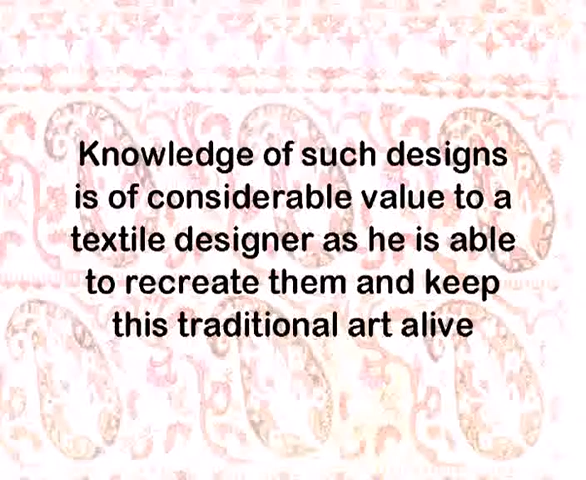 Knowledge of such designs
is of considerable value to a
textile designer as he is able
to recreate them and keep
this traditional art alive